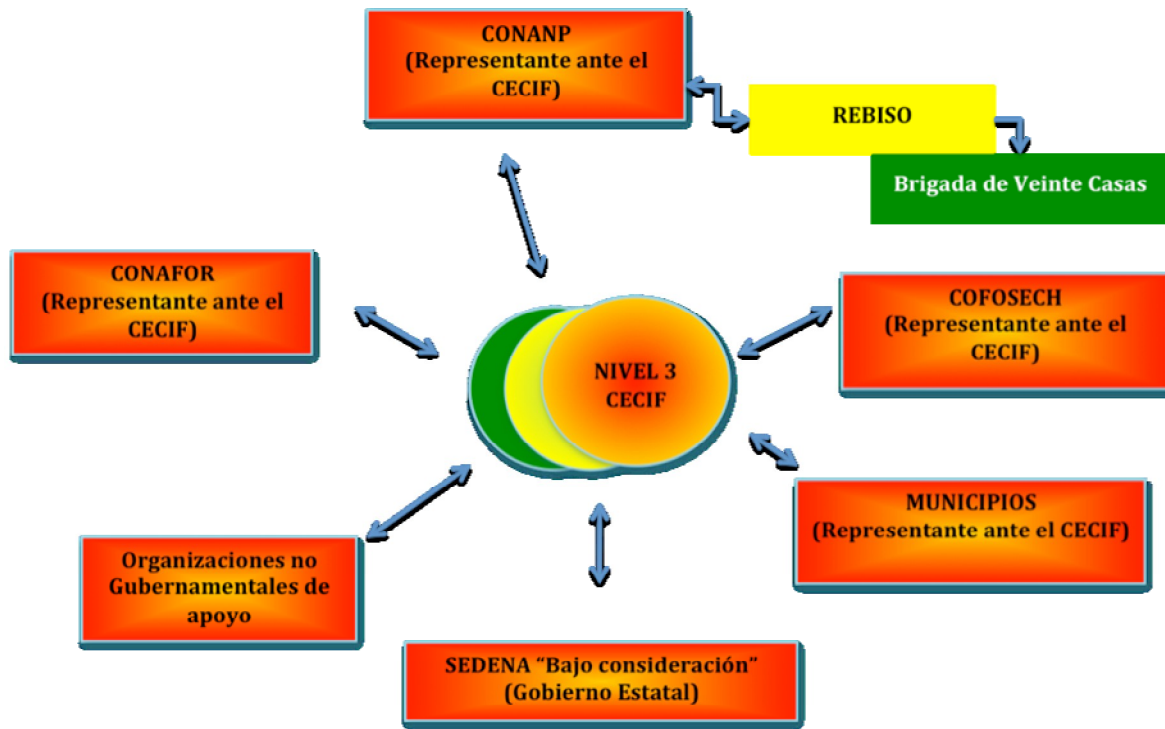 CONANP
(Representante ante el
CECIF)
REBISO
Brigada de Veinte Casas
CONAFOR
(Representante ante el
CECIF)
COFOSECH
(Representante ante el
CECIF)
NIVEL 3
CECIF
MUNICIPIOS
(Representante ante el CECIF)
Organizaciones no
Gubernamentales de
apoyo
SEDENA “Bajo consideración”
(Gobierno Estatal)